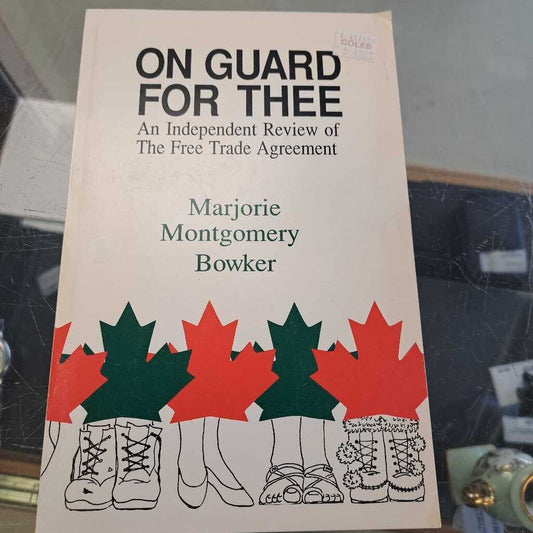 COLES
ON GUARD
FOR THEE
An Independent Review of
The Free Trade Agreement
Marjorie
Montgomery
Bowker